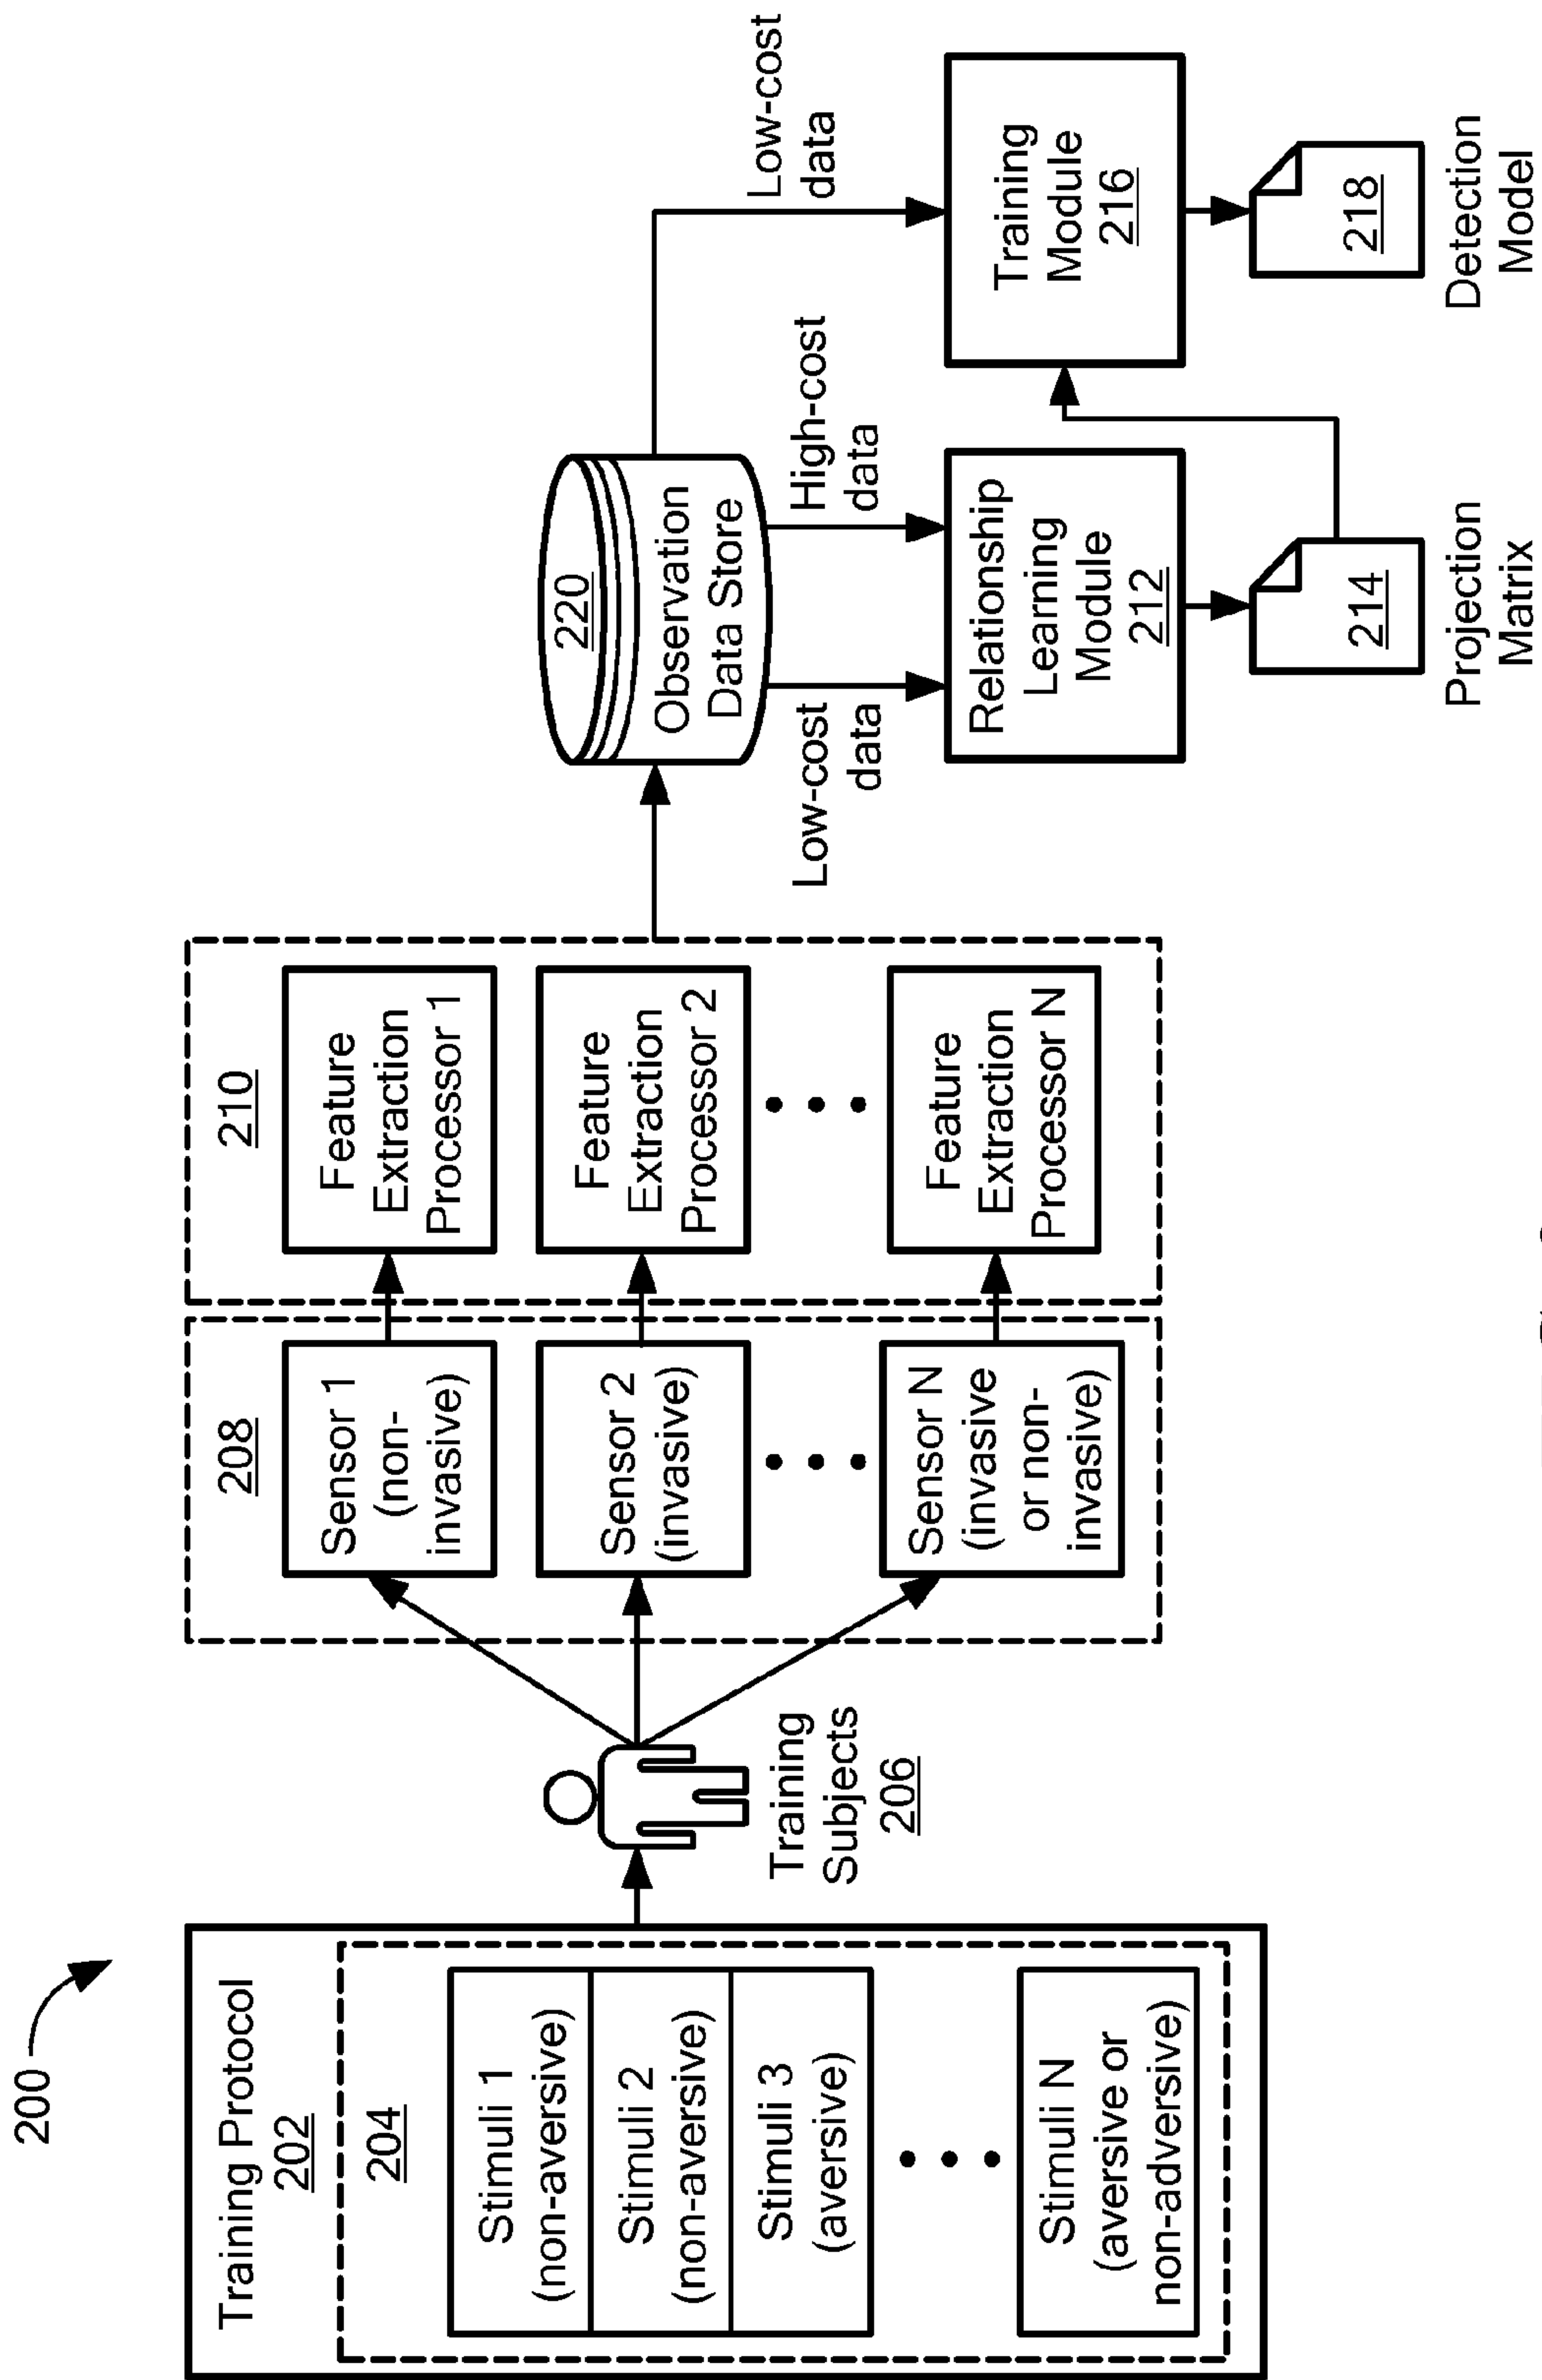 200
Training Protocol
202
204
Stimuli 1
(non-aversive)
Stimuli 2
(non-aversive)
Stimuli 3
(aversive)
Stimuli N
(aversive or
non-adversive)
Training
Subjects
206
208
Sensor 1
(non-
invasive)
Sensor 2
(invasive)
Sensor N
(invasive
or non-
invasive)
210
Feature
Extraction
Processor 1
Feature
Extraction
Processor 2
Feature
Extraction
Processor N
220
Observation
Data Store
Low-cost
data
High-cost
data
Low-cost
data
Relationship
Learning
Module
212
Training
Module
216
214
Projection
Matrix
218
Detection
Model